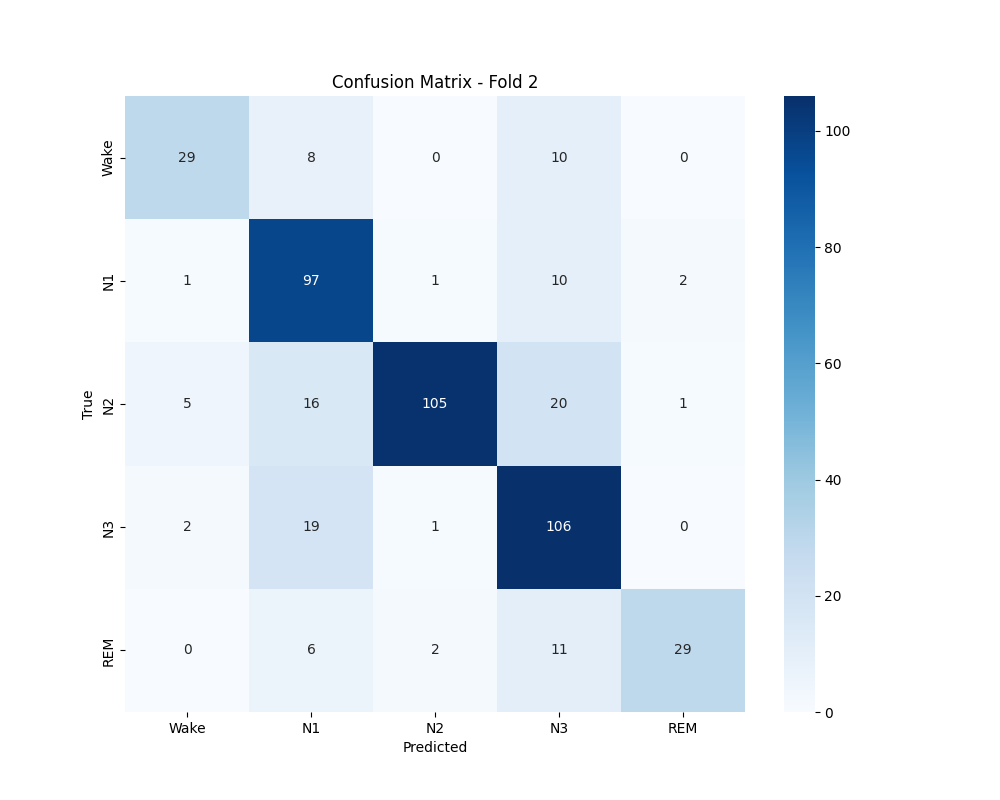 Confusion Matrix - Fold 2
Wake 29 8 0 10 0
N1 1 97 1 10 2
N2 5 16 105 20 1
N3 2 19 1 106 0
REM 0 6 2 11 29
Wake N1 N2 N3 REM
Predicted
True
100
80
60
40
20
0